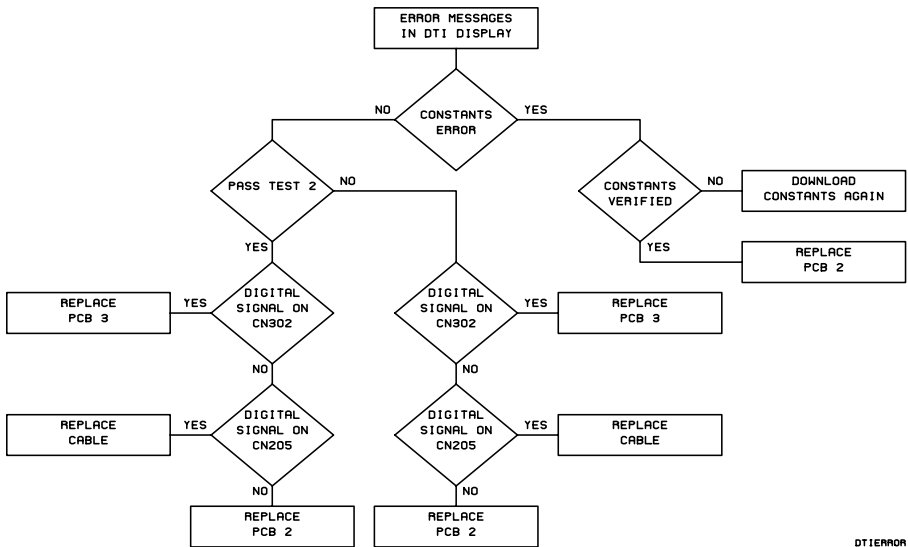 ERROR MESSAGES
IN DTI DISPLAY
NO
CONSTANTS
ERROR
YES
PASS TEST 2
NO
YES
CONSTANTS
VERIFIED
NO
YES
DOWNLOAD
CONSTANTS AGAIN
REPLACE
PCB 2
REPLACE
PCB 3
YES
DIGITAL
SIGNAL ON
CN302
NO
DIGITAL
SIGNAL ON
CN302
YES
NO
REPLACE
PCB 3
REPLACE
CABLE
YES
DIGITAL
SIGNAL ON
CN205
NO
DIGITAL
SIGNAL ON
CN205
YES
NO
REPLACE
CABLE
REPLACE
PCB 2
REPLACE
PCB 2
DTIERROR